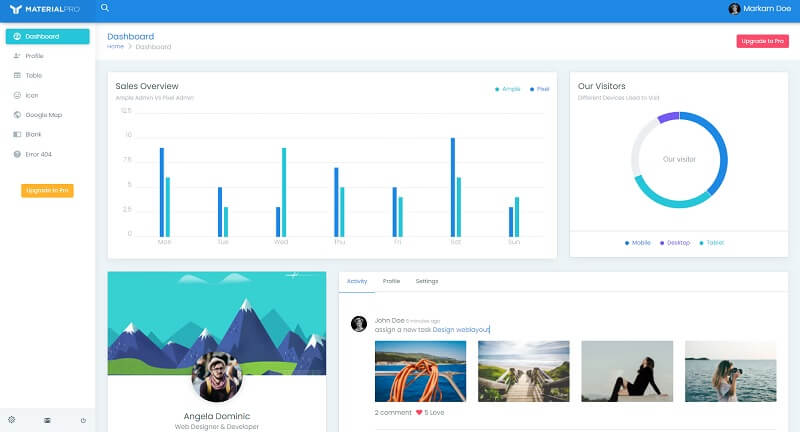 MATERIALPRO
Markarn Doe
Dashboard
Profile
Table
Icon
Google Map
Blank
Error 404
Upgrade to Pro
Dashboard
Home > Dashboard
Upgrade to Pro
Sales Overview
Ample Admin Vs Pixel Admin
Ample
Pixel
12.5
10
7.5
5
2.5
0
Mon
Tue
Wed
Thu
Fri
Sat
Sun
Our Visitors
Different Devices Used to Visit
Our visitor
Mobile
Desktop
Tablet
Angela Dominic
Web Designer & Developer
Activity
Profile
Settings
John Doe 5 minutes ago
assign a new task Design weblayout
2 comment
5 Love